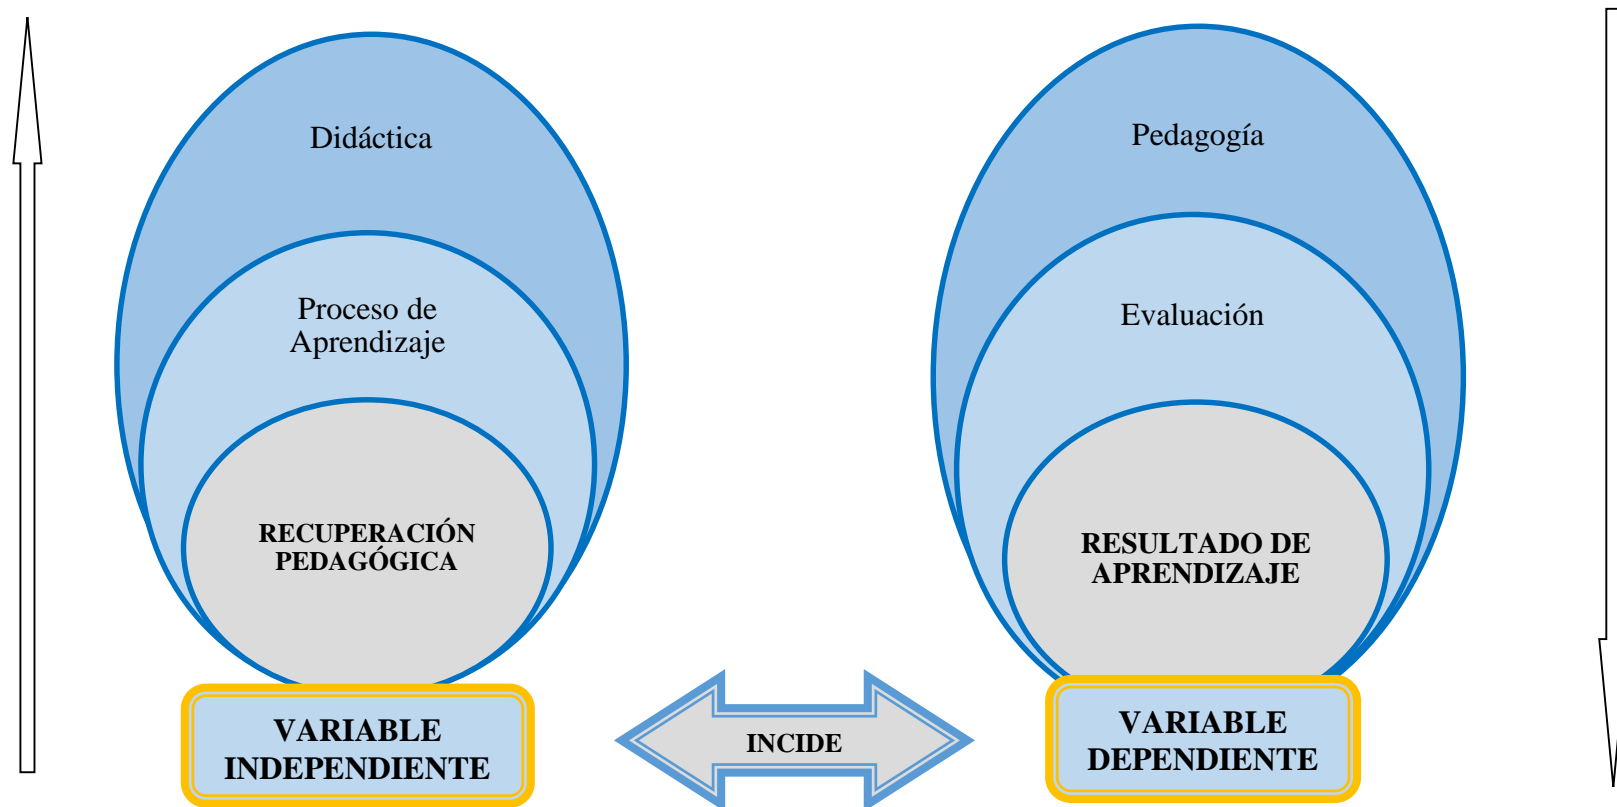 Didáctica
Proceso de
Aprendizaje
RECUPERACIÓN
PEDAGÓGICA
VARIABLE
INDEPENDIENTE
INCIDE
Pedagogía
Evaluación
RESULTADO DE
APRENDIZAJE
VARIABLE
DEPENDIENTE